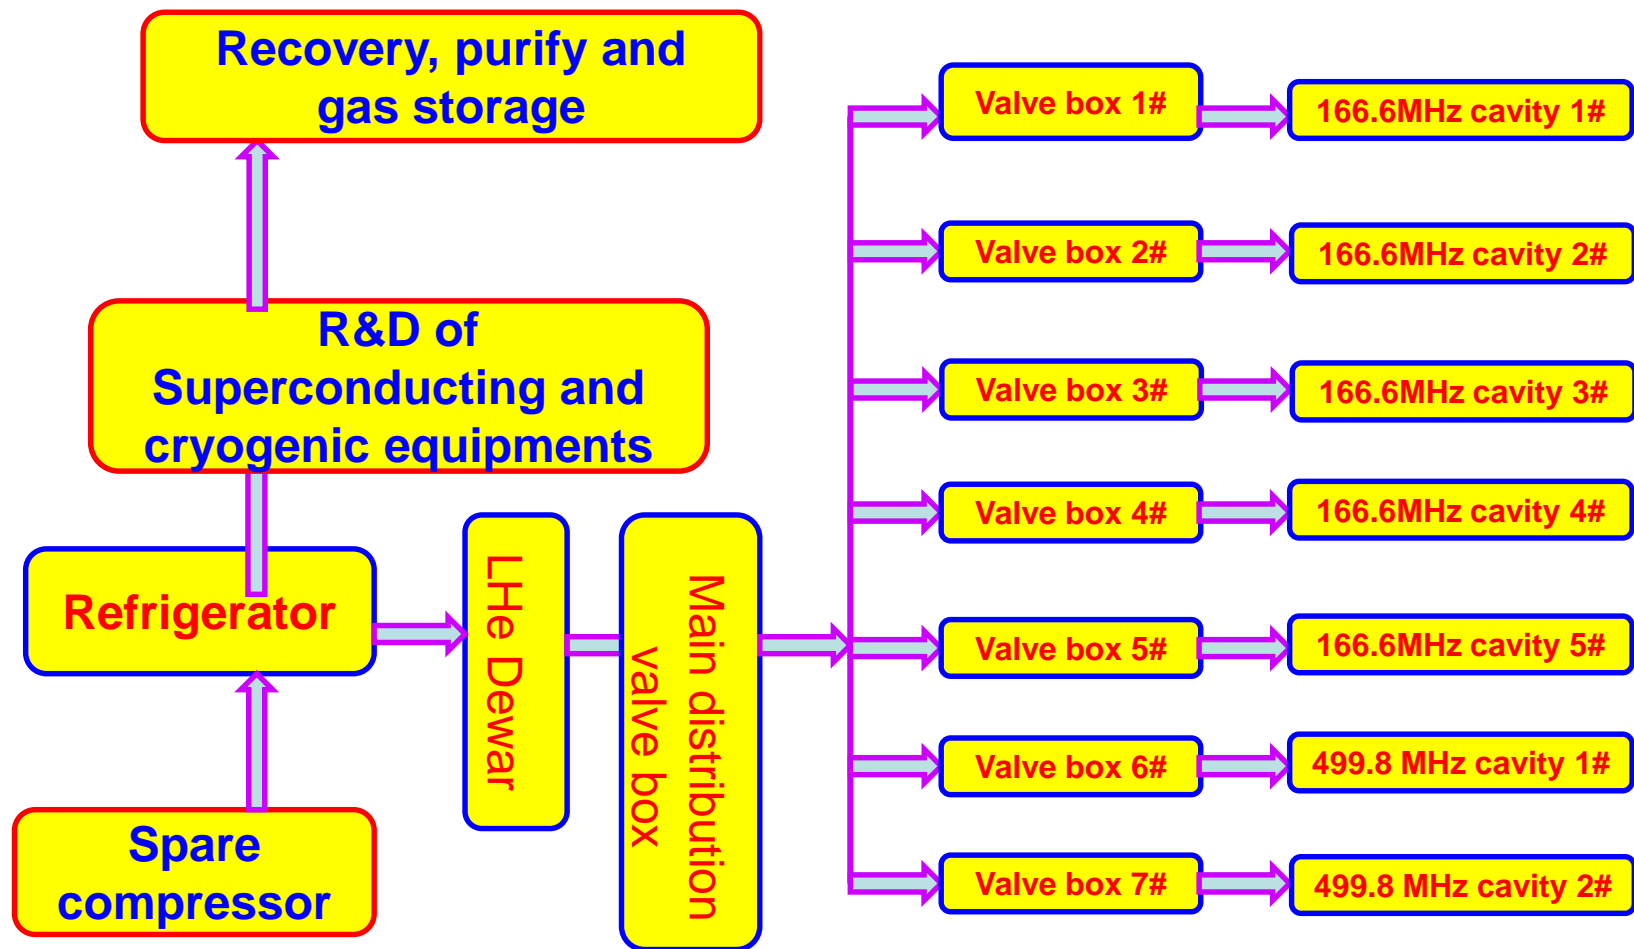 Recovery, purify and
gas storage
R&D of
Superconducting and
cryogenic equipments
Refrigerator
Spare
compressor
LHe Dewar
Main distribution
valve box
Valve box 1#
166.6MHz cavity 1#
Valve box 2#
166.6MHz cavity 2#
Valve box 3#
166.6MHz cavity 3#
Valve box 4#
166.6MHz cavity 4#
Valve box 5#
166.6MHz cavity 5#
Valve box 6#
499.8 MHz cavity 1#
Valve box 7#
499.8 MHz cavity 2#